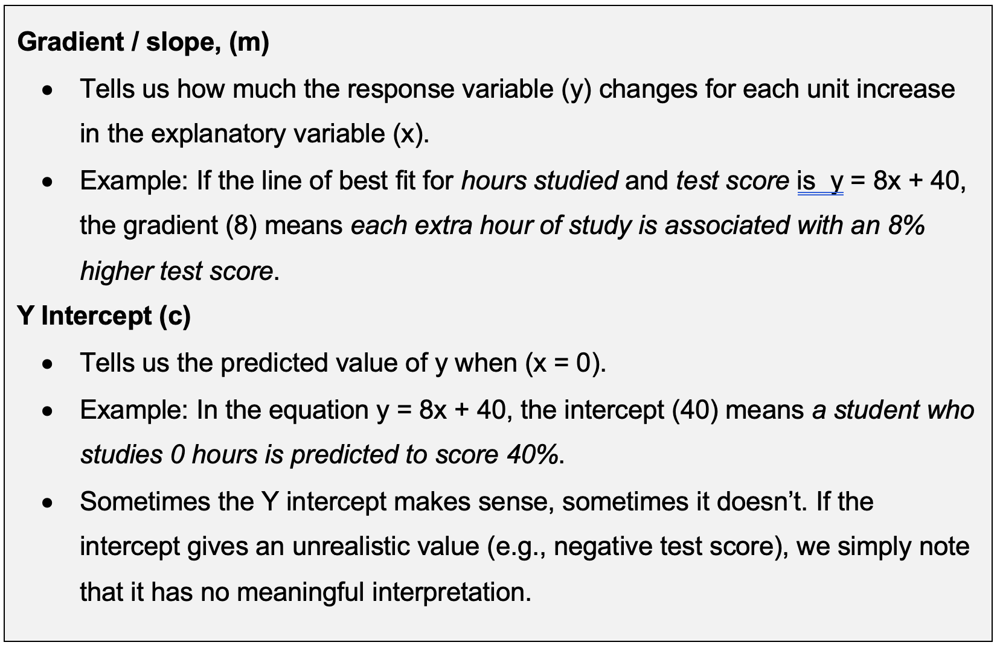 Gradient / slope, (m)
• Tells us how much the response variable (y) changes for each unit increase
in the explanatory variable (x).
• Example: If the line of best fit for hours studied and test score is  y = 8x + 40,
the gradient (8) means each extra hour of study is associated with an 8%
higher test score.
Y Intercept (c)
• Tells us the predicted value of y when (x = 0).
• Example: In the equation y = 8x + 40, the intercept (40) means a student who
studies 0 hours is predicted to score 40%.
• Sometimes the Y intercept makes sense, sometimes it doesn’t. If the
intercept gives an unrealistic value (e.g., negative test score), we simply note
that it has no meaningful interpretation.